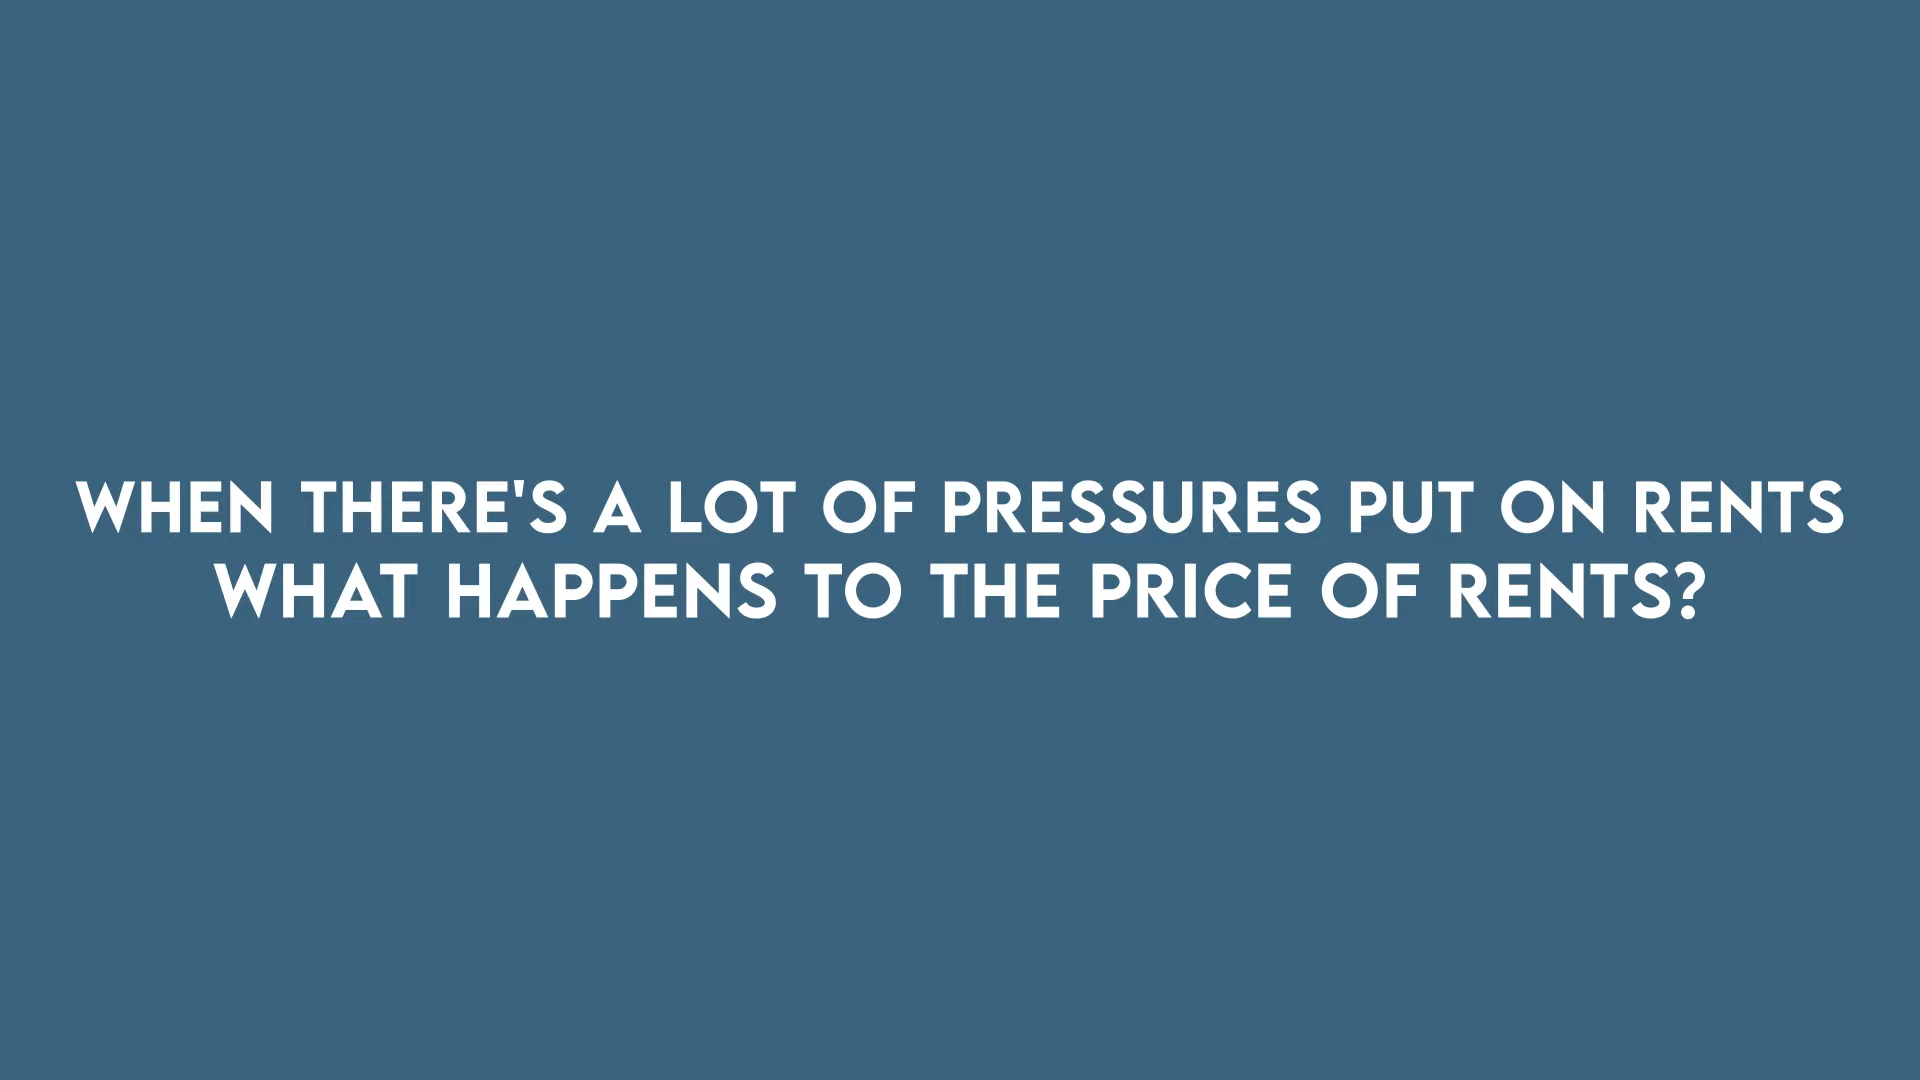 WHEN THERE'S A LOT OF PRESSURES PUT ON RENTS
WHAT HAPPENS TO THE PRICE OF RENTS?